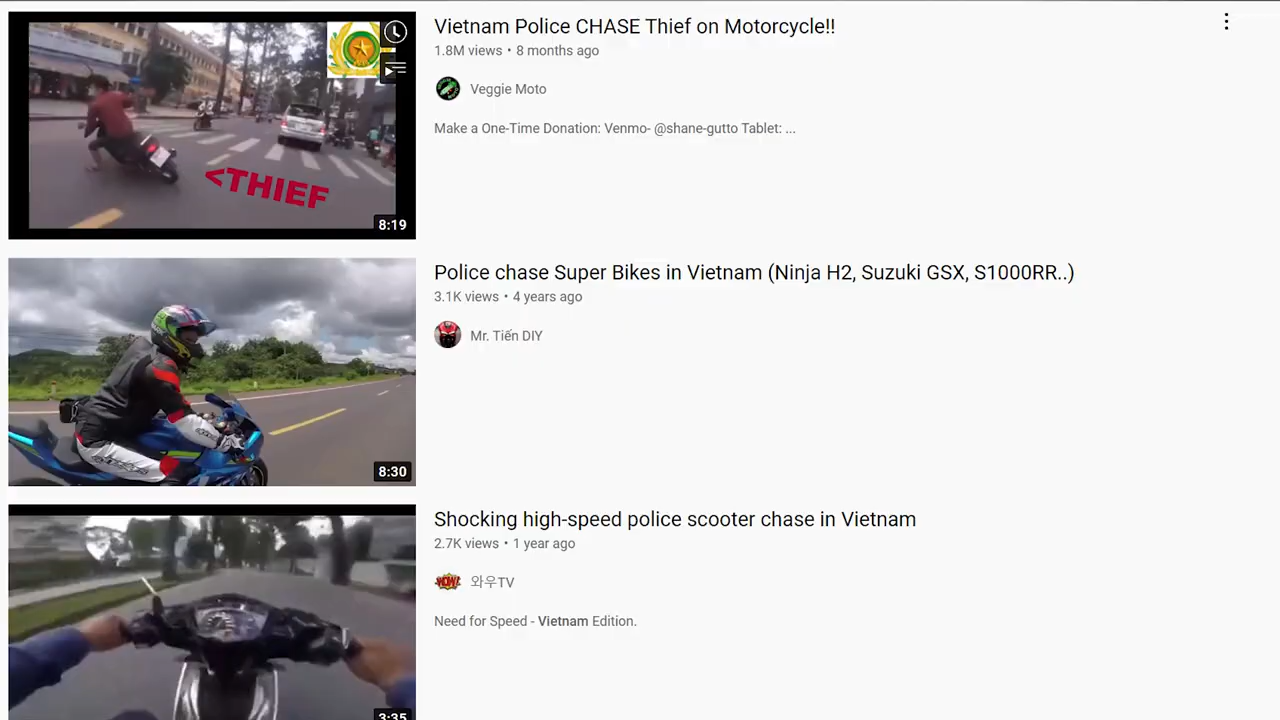 Vietnam Police CHASE Thief on Motorcycle!!
1.8M views • 8 months ago
Veggie Moto
Make a One-Time Donation: Venmo- @shane-gutto Tablet: ...
<THIEF
8:19
Police chase Super Bikes in Vietnam (Ninja H2, Suzuki GSX, S1000RR..)
3.1K views • 4 years ago
Mr. Tiến DIY
8:30
Shocking high-speed police scooter chase in Vietnam
2.7K views • 1 year ago
WOW!
와우TV
Need for Speed - Vietnam Edition.
3:35